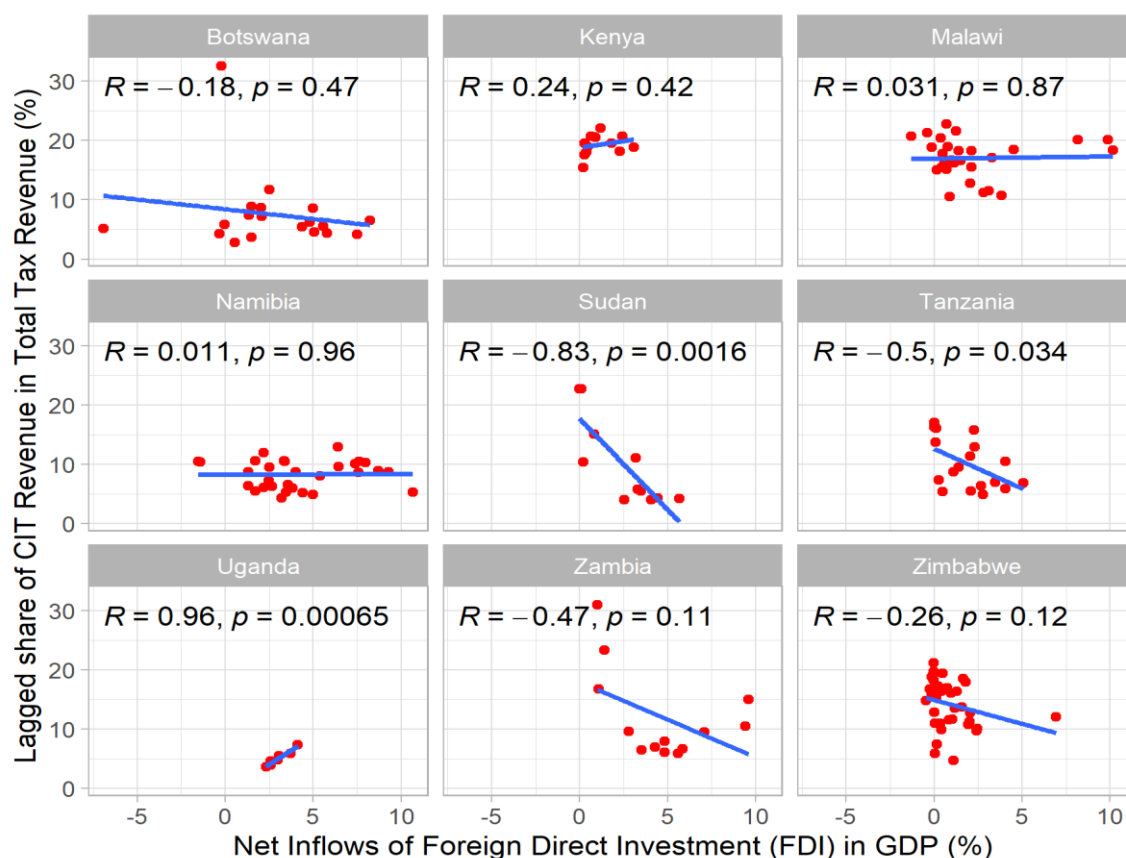 Lagged share of CIT Revenue in Total Tax Revenue (%)
Botswana
Kenya
Malawi
R = −0.18, p = 0.47
R = 0.24, p = 0.42
R = 0.031, p = 0.87
30
20
10
0
Namibia
Sudan
Tanzania
R = 0.011, p = 0.96
R = −0.83, p = 0.0016
R = −0.5, p = 0.034
30
20
10
0
Uganda
Zambia
Zimbabwe
R = 0.96, p = 0.00065
R = −0.47, p = 0.11
R = −0.26, p = 0.12
30
20
10
0
-5 0 5 10
-5 0 5 10
-5 0 5 10
Net Inflows of Foreign Direct Investment (FDI) in GDP (%)